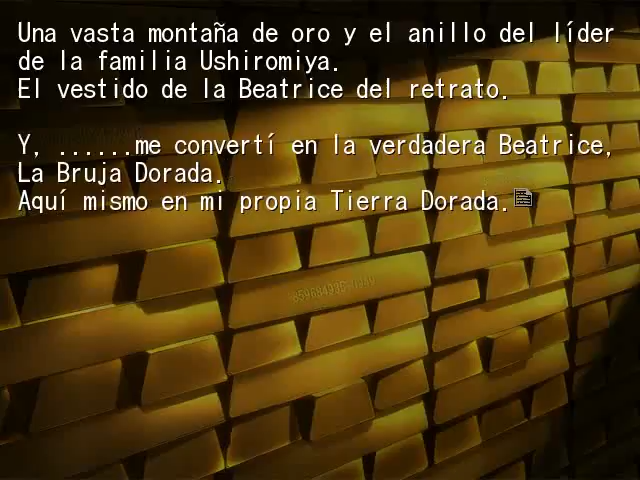 Una vasta montaña de oro y el anillo del líder
de la familia Ushiromiya.
El vestido de la Beatrice del retrato.
Y, ......me convertí en la verdadera Beatrice,
La Bruja Dorada.
Aquí mismo en mi propia Tierra Dorada.